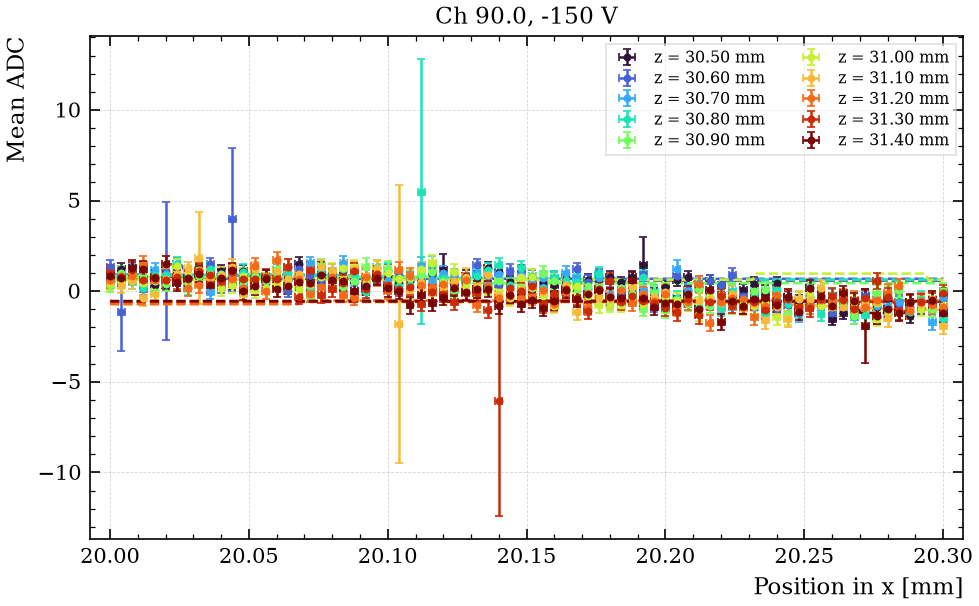 Ch 90.0, -150 V
Mean ADC
z = 30.50 mm
z = 30.60 mm
z = 30.70 mm
z = 30.80 mm
z = 30.90 mm
z = 31.00 mm
z = 31.10 mm
z = 31.20 mm
z = 31.30 mm
z = 31.40 mm
10
5
0
−5
−10
20.00 20.05 20.10 20.15 20.20 20.25 20.30
Position in x [mm]